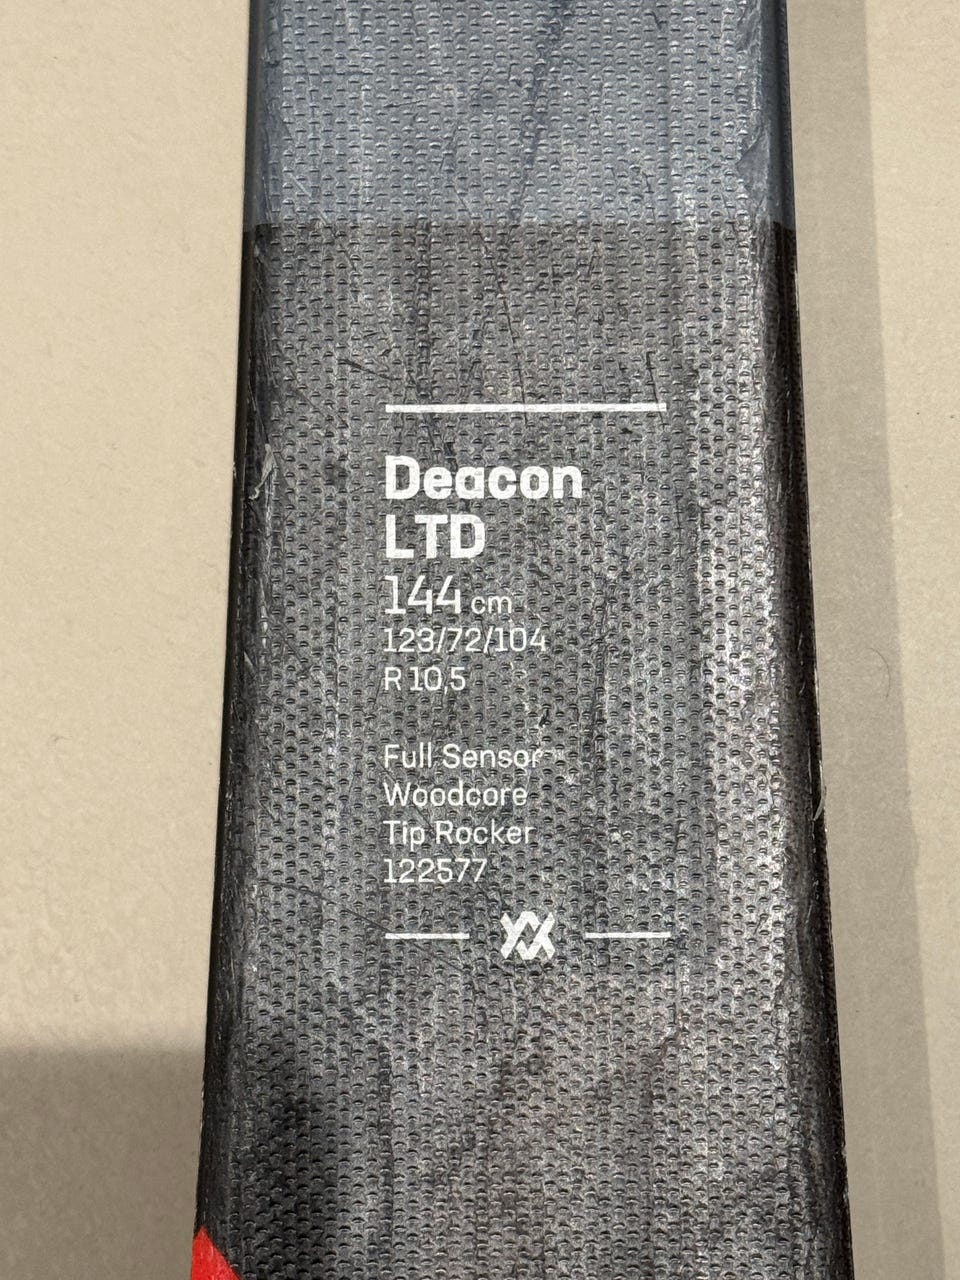 Deacon
LTD
144 cm
123/72/104
R 10,5
Full Sensor
Woodcore
Tip Rocker
122577